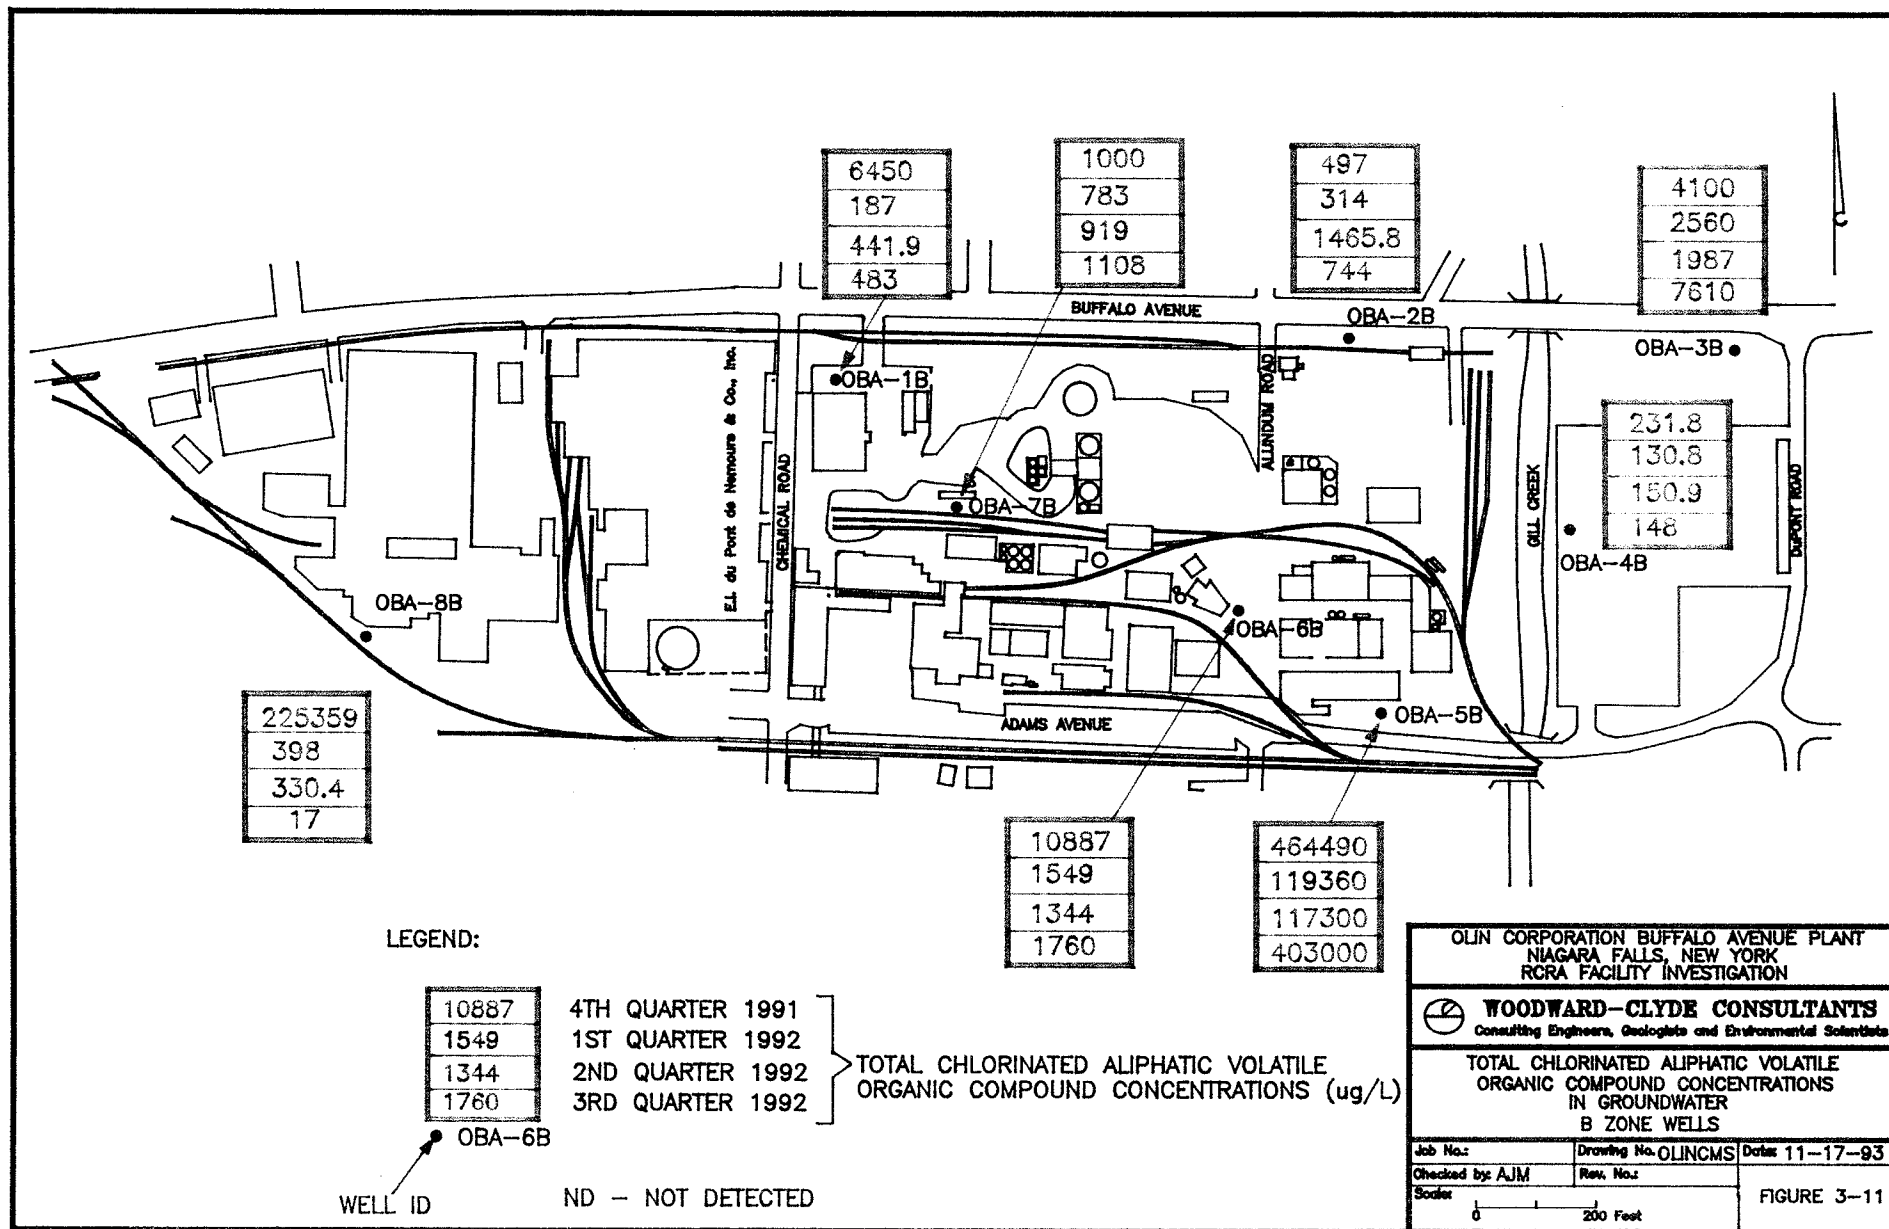 6450
187
441.9
483
1000
783
919
1108
497
314
1465.8
744
4100
2560
1987
7610
BUFFALO AVENUE
OBA-2B
OBA-3B
OBA-1B
E.I. du Pont de Nemours & Co., Inc.
CHEMICAL ROAD
ALLUNDUM ROAD
GILL CREEK
DuPONT ROAD
231.8
130.8
150.9
148
OBA-7B
OBA-4B
OBA-8B
OBA-6B
OBA-5B
ADAMS AVENUE
225359
398
330.4
17
10887
1549
1344
1760
464490
119360
117300
403000
LEGEND:
10887 4TH QUARTER 1991
1549 1ST QUARTER 1992
1344 2ND QUARTER 1992
1760 3RD QUARTER 1992
TOTAL CHLORINATED ALIPHATIC VOLATILE
ORGANIC COMPOUND CONCENTRATIONS (ug/L)
OBA-6B
WELL ID
ND - NOT DETECTED
OLIN CORPORATION BUFFALO AVENUE PLANT
NIAGARA FALLS, NEW YORK
RCRA FACILITY INVESTIGATION
WOODWARD-CLYDE CONSULTANTS
Consulting Engineers, Geologists and Environmental Scientists
TOTAL CHLORINATED ALIPHATIC VOLATILE
ORGANIC COMPOUND CONCENTRATIONS
IN GROUNDWATER
B ZONE WELLS
Job No.: Drawing No. OLINCMS Date: 11-17-93
Checked by: AJM Rev. No.:
Scale: 0 200 Feet
FIGURE 3-11